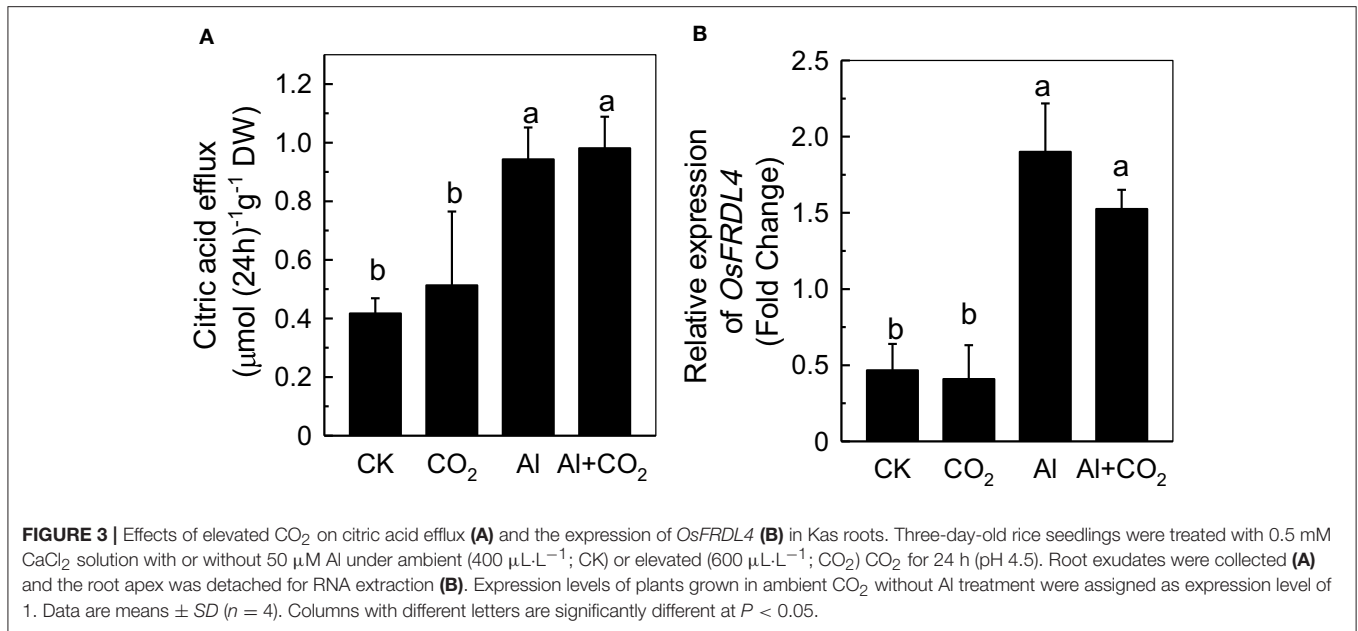 A
Citric acid efflux
(μmol (24h)⁻¹g⁻¹ DW)
1.2
1.0
0.8
0.6
0.4
0.2
0
b
b
a
a
CK
CO₂
Al
Al+CO₂
B
Relative expression
of OsFRDL4
(Fold Change)
2.5
2.0
1.5
1.0
0.5
0
b
b
a
a
CK
CO₂
Al
Al+CO₂
FIGURE 3 | Effects of elevated CO₂ on citric acid efflux (A) and the expression of OsFRDL4 (B) in Kas roots. Three-day-old rice seedlings were treated with 0.5 mM
CaCl₂ solution with or without 50 μM Al under ambient (400 μL·L⁻¹; CK) or elevated (600 μL·L⁻¹; CO₂) CO₂ for 24 h (pH 4.5). Root exudates were collected (A)
and the root apex was detached for RNA extraction (B). Expression levels of plants grown in ambient CO₂ without Al treatment were assigned as expression level of
1. Data are means ± SD (n = 4). Columns with different letters are significantly different at P < 0.05.